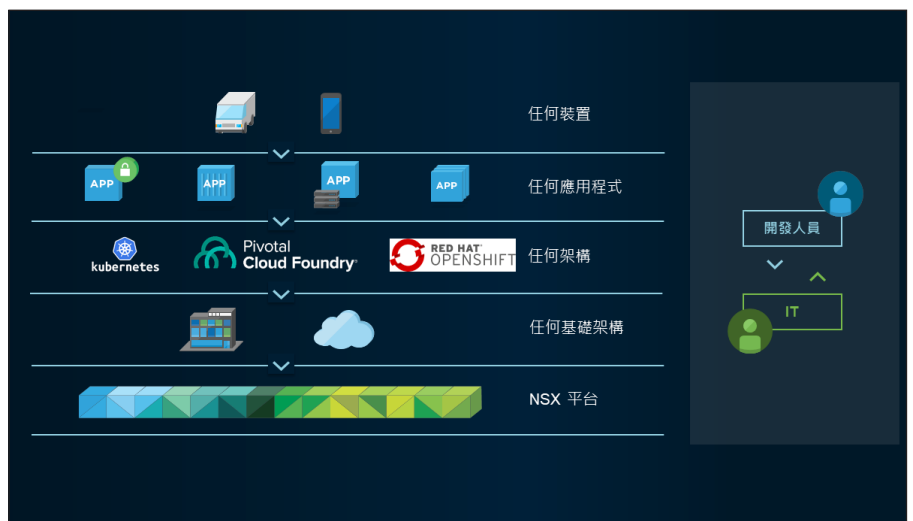 任何裝置
APP APP APP APP
任何應用程式
kubernetes
Pivotal
Cloud Foundry
RED HAT
OPENSHIFT
任何架構
任何基礎架構
NSX 平台
開發人員
IT